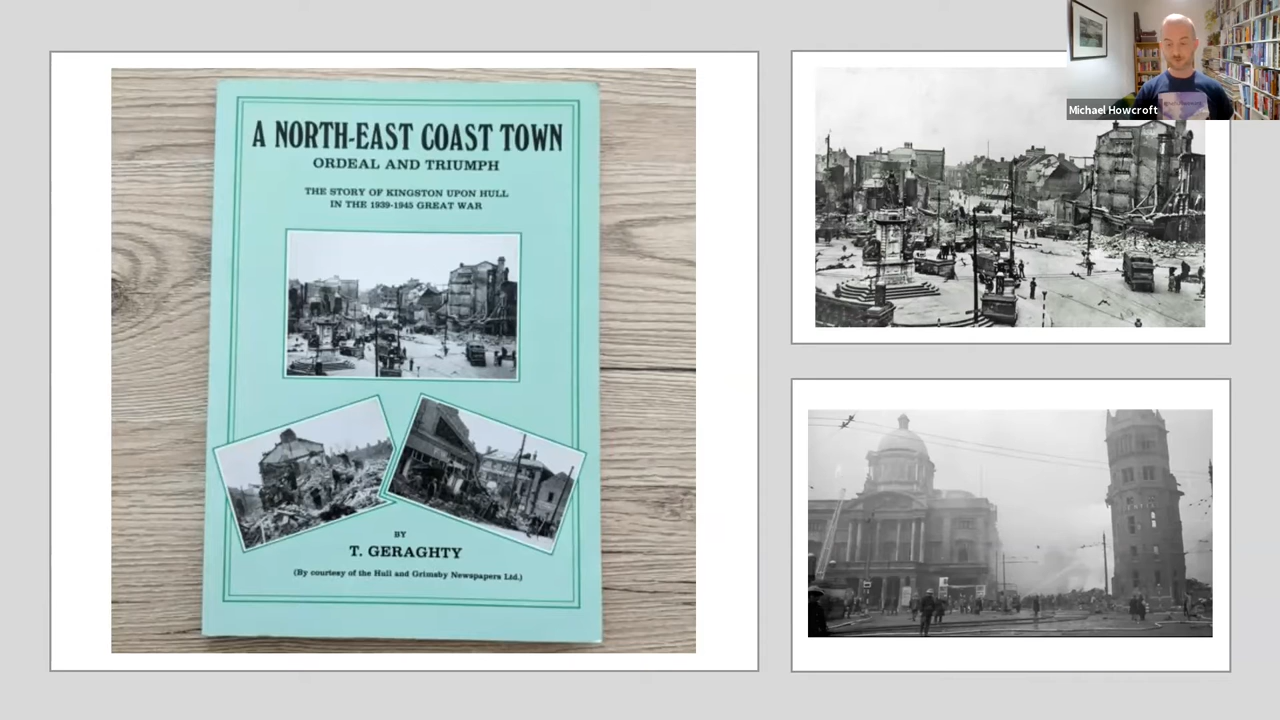 A NORTH-EAST COAST TOWN
ORDEAL AND TRIUMPH
THE STORY OF KINGSTON UPON HULL
IN THE 1939-1945 GREAT WAR
BY
T. GERAGHTY
(By courtesy of the Hull and Grimsby Newspapers Ltd.)
Michael Howcroft